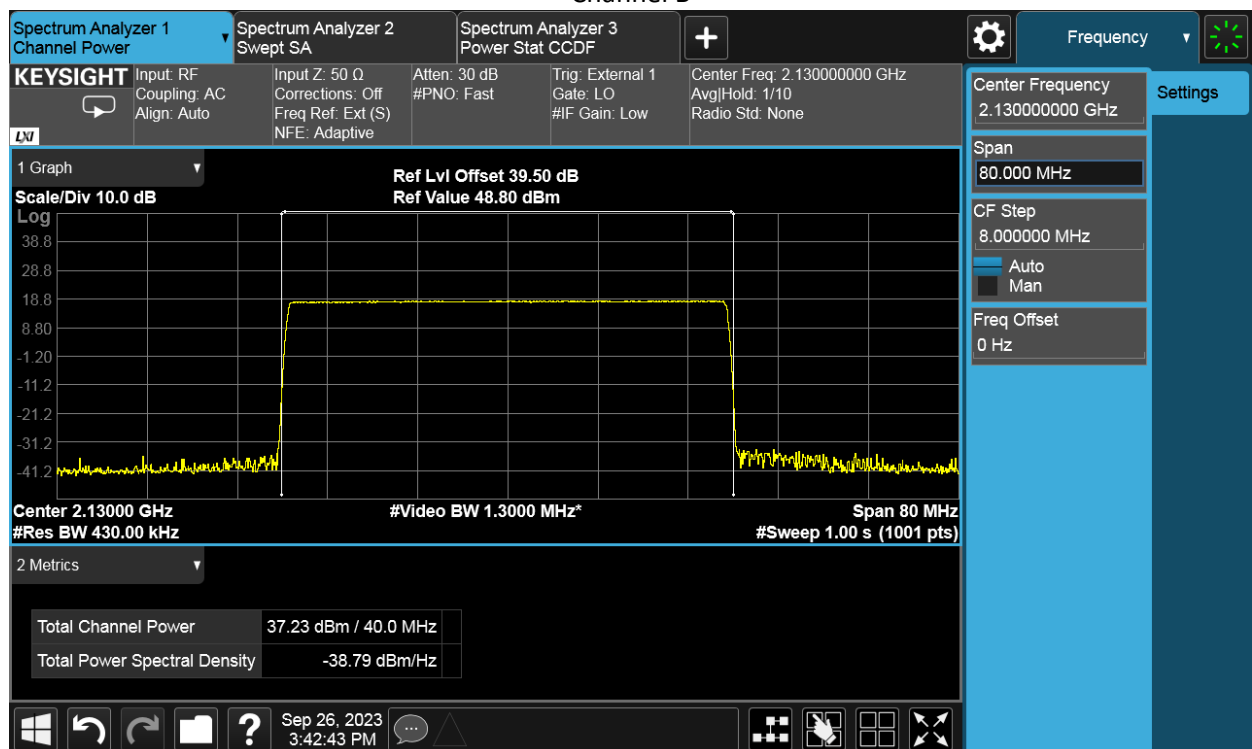 Spectrum Analyzer 1
Channel Power
Spectrum Analyzer 2
Swept SA
Spectrum Analyzer 3
Power Stat CCDF
Frequency
KEYSIGHT
LXI
Input: RF
Coupling: AC
Align: Auto
Input Z: 50 Ω
Corrections: Off
Freq Ref: Ext (S)
NFE: Adaptive
Atten: 30 dB
#PNO: Fast
Trig: External 1
Gate: LO
#IF Gain: Low
Center Freq: 2.130000000 GHz
Avg|Hold: 1/10
Radio Std: None
Center Frequency
2.130000000 GHz
Settings
Span
80.000 MHz
CF Step
8.000000 MHz
Auto
Man
Freq Offset
0 Hz
1 Graph
Scale/Div 10.0 dB
Ref Lvl Offset 39.50 dB
Ref Value 48.80 dBm
Log
38.8
28.8
18.8
8.80
-1.20
-11.2
-21.2
-31.2
-41.2
Center 2.13000 GHz
#Video BW 1.3000 MHz*
Span 80 MHz
#Res BW 430.00 kHz
#Sweep 1.00 s (1001 pts)
2 Metrics
Total Channel Power 37.23 dBm / 40.0 MHz
Total Power Spectral Density -38.79 dBm/Hz
?
Sep 26, 2023
3:42:43 PM